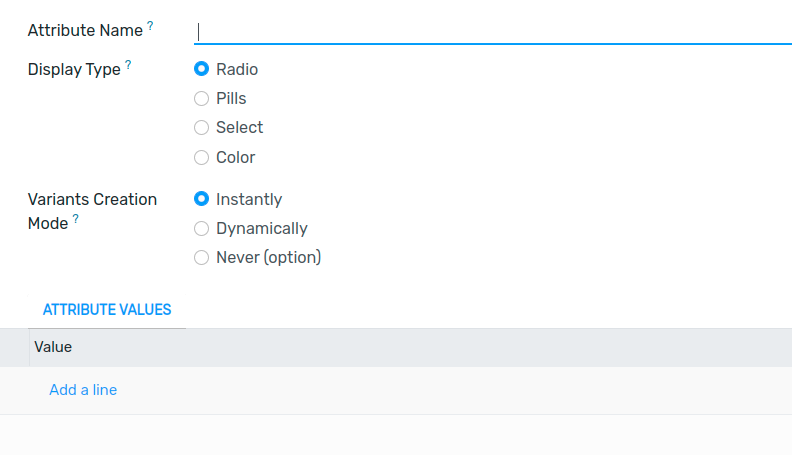 Attribute Name ?
Display Type ?
Radio
Pills
Select
Color
Variants Creation
Mode ?
Instantly
Dynamically
Never (option)
ATTRIBUTE VALUES
Value
Add a line